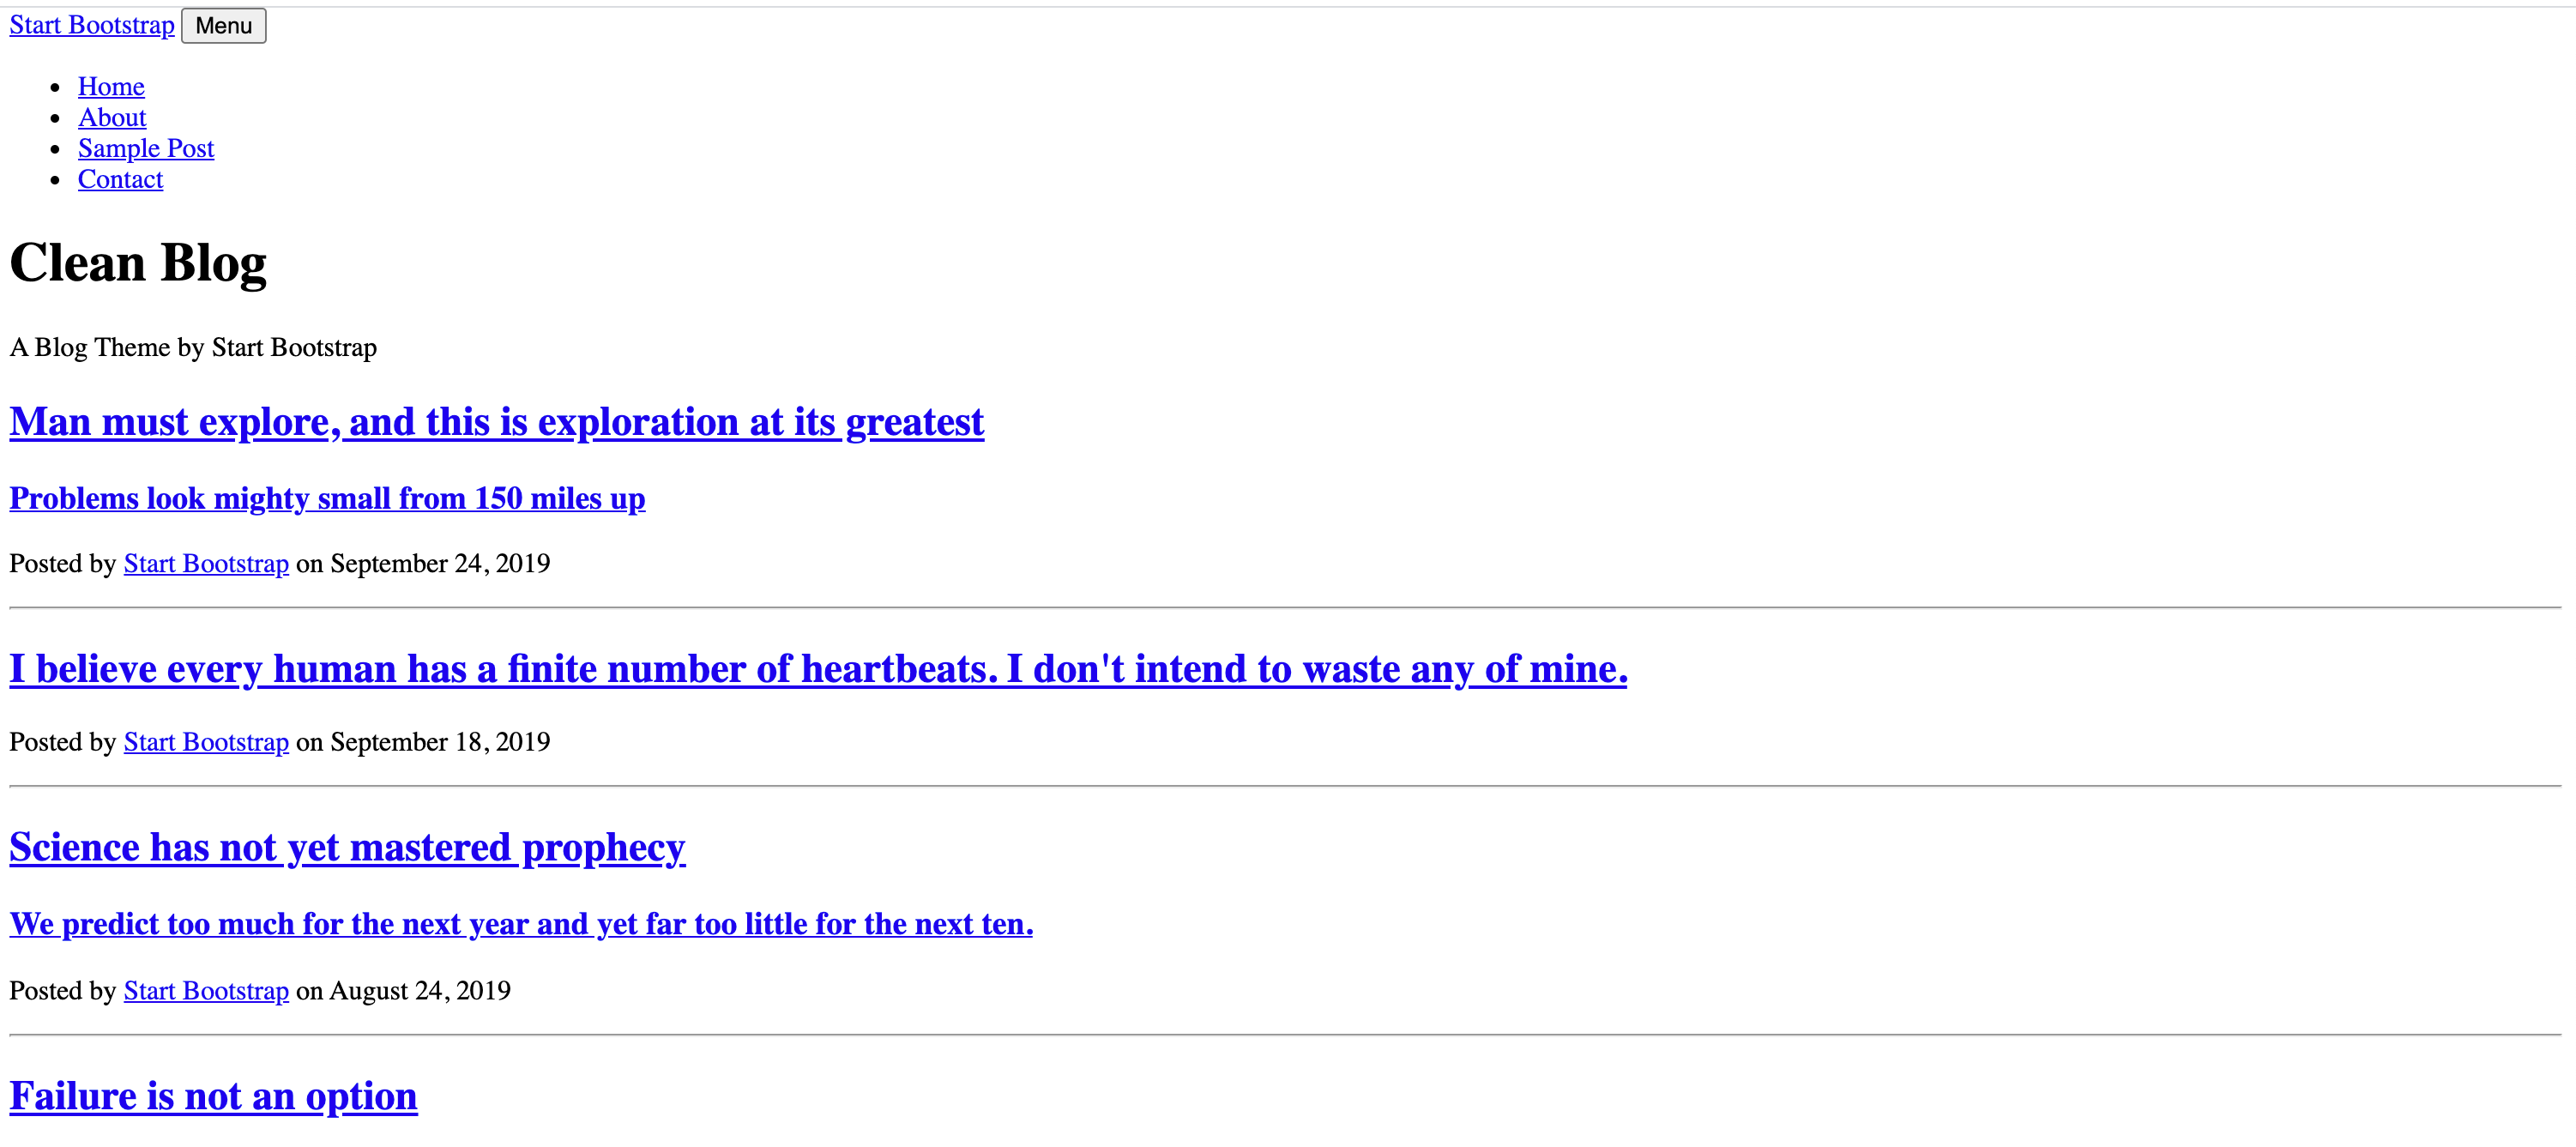 Start Bootstrap Menu
Home
About
Sample Post
Contact
Clean Blog
A Blog Theme by Start Bootstrap
Man must explore, and this is exploration at its greatest
Problems look mighty small from 150 miles up
Posted by Start Bootstrap on September 24, 2019
I believe every human has a finite number of heartbeats. I don't intend to waste any of mine.
Posted by Start Bootstrap on September 18, 2019
Science has not yet mastered prophecy
We predict too much for the next year and yet far too little for the next ten.
Posted by Start Bootstrap on August 24, 2019
Failure is not an option